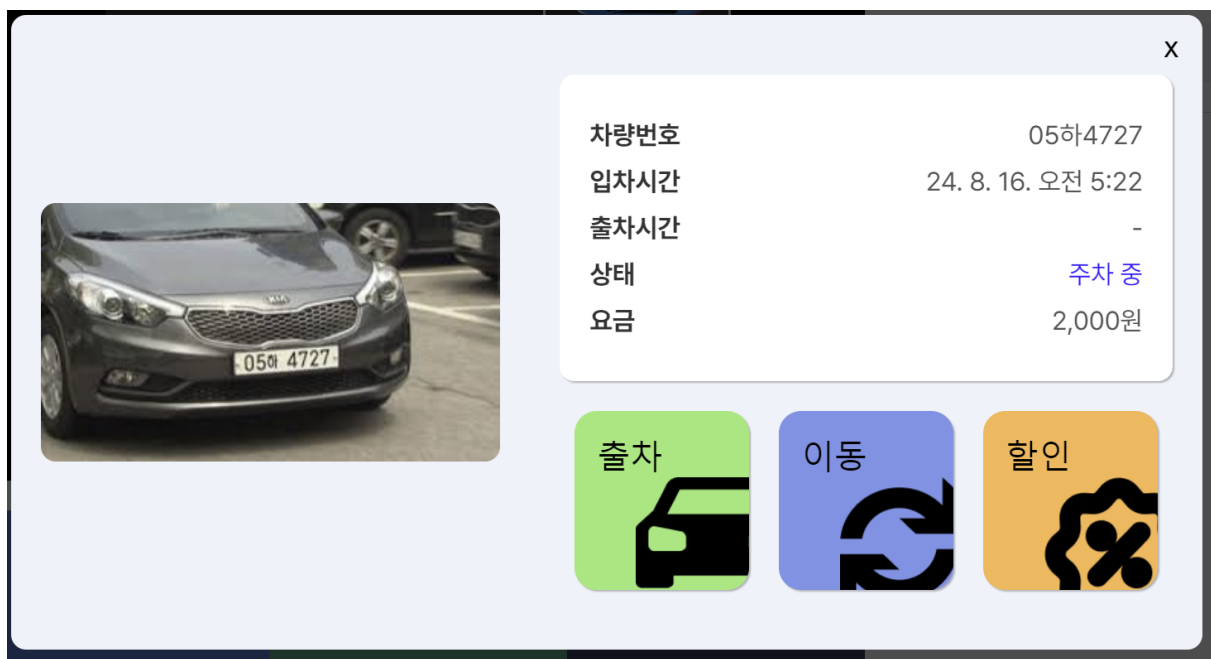 x
차량번호 05하4727
입차시간 24. 8. 16. 오전 5:22
출차시간 -
상태 주차 중
요금 2,000원
KIA
05하 4727
출차 이동 할인